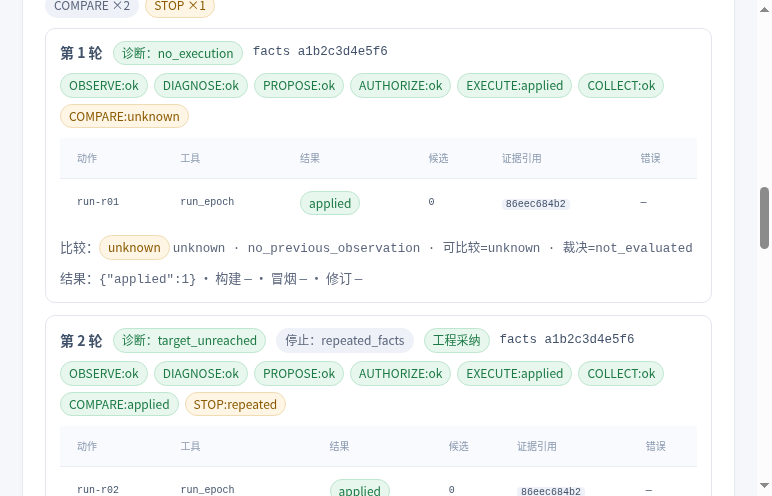 COMPARE ×2 STOP ×1
第 1 轮 诊断：no_execution facts a1b2c3d4e5f6
OBSERVE:ok DIAGNOSE:ok PROPOSE:ok AUTHORIZE:ok EXECUTE:applied COLLECT:ok
COMPARE:unknown
动作 工具 结果 候选 证据引用 错误
run-r01 run_epoch applied 0 86eec684b2 —
比较： unknown unknown · no_previous_observation · 可比较=unknown · 裁决=not_evaluated
结果：{"applied":1} · 构建 — · 冒烟 — · 修订 —
第 2 轮 诊断：target_unreached 停止：repeated_facts 工程采纳 facts a1b2c3d4e5f6
OBSERVE:ok DIAGNOSE:ok PROPOSE:ok AUTHORIZE:ok EXECUTE:applied COLLECT:ok
COMPARE:applied STOP:repeated
动作 工具 结果 候选 证据引用 错误
run-r02 run_epoch applied 0 86eec684b2 —